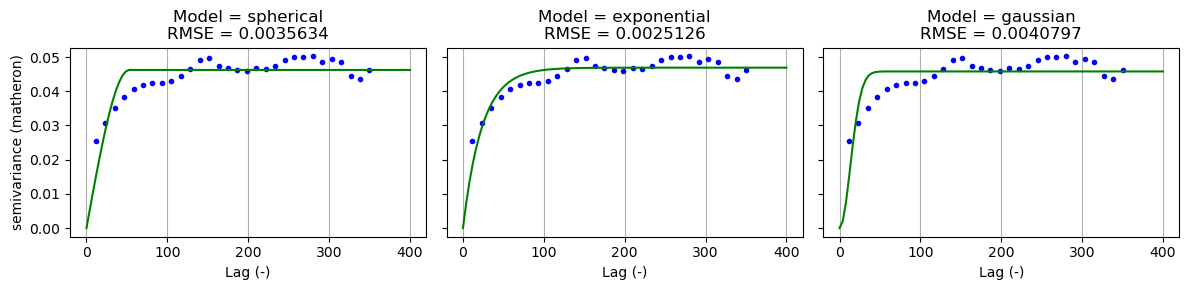 Model = spherical
RMSE = 0.0035634
Model = exponential
RMSE = 0.0025126
Model = gaussian
RMSE = 0.0040797
semivariance (matheron)
0.05
0.04
0.03
0.02
0.01
0.00
0 100 200 300 400
0 100 200 300 400
0 100 200 300 400
Lag (-)
Lag (-)
Lag (-)